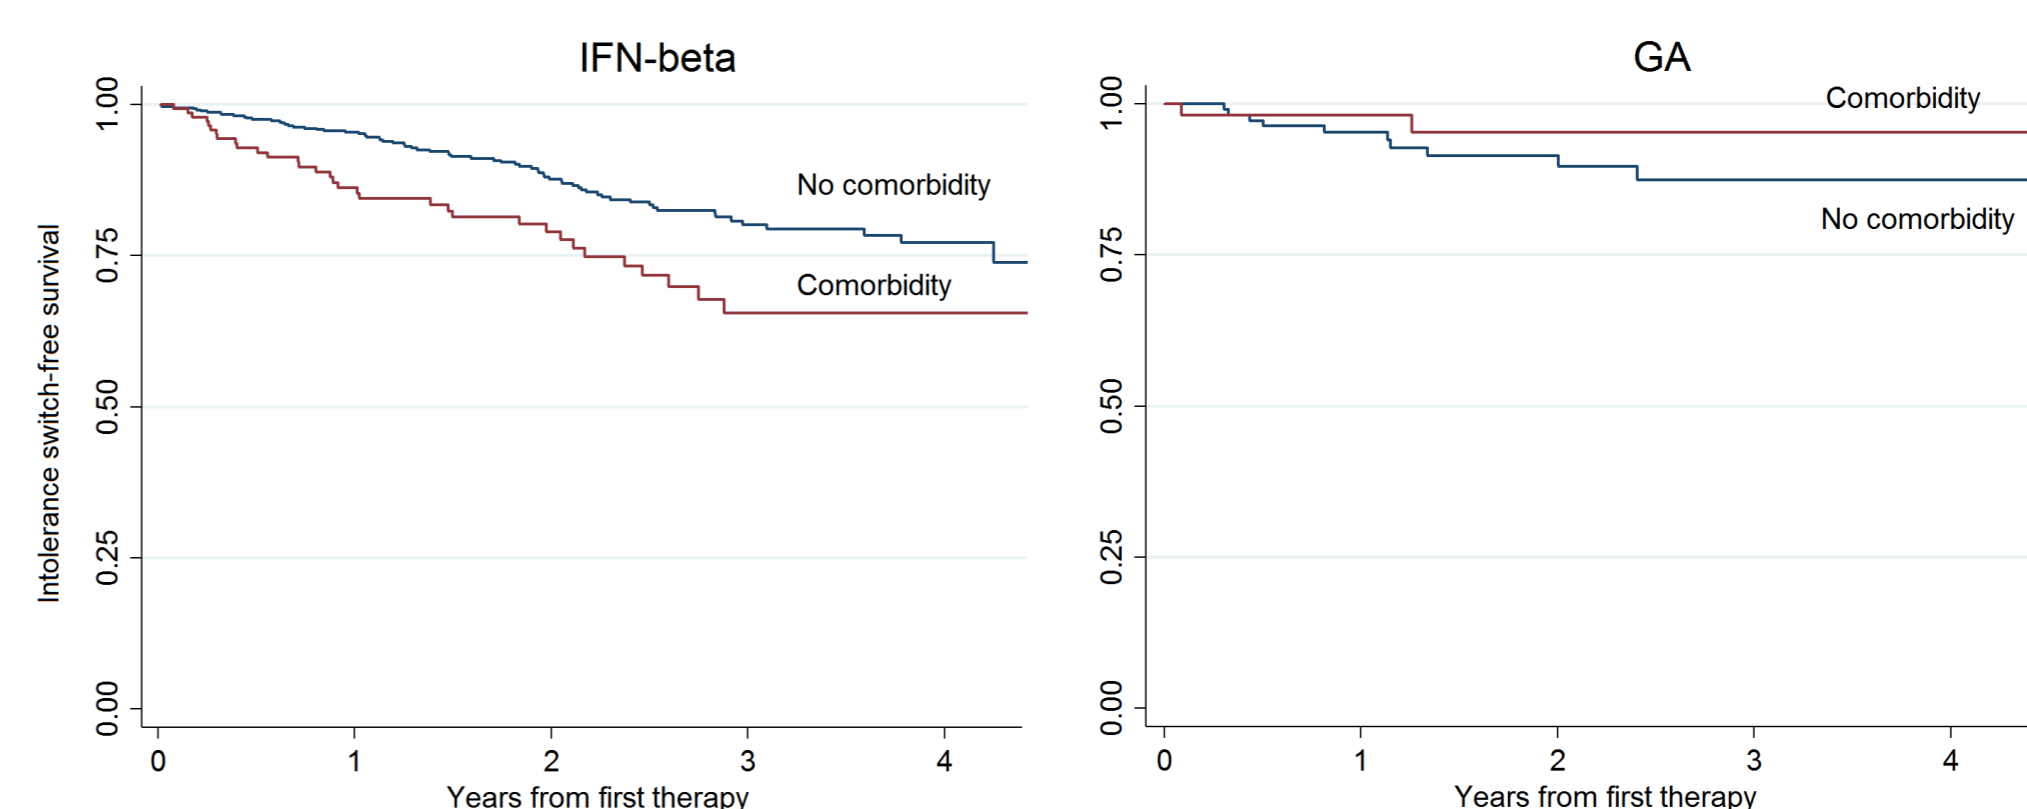 IFN-beta
Intolerance switch-free survival
1.00
0.75
0.50
0.25
0.00
No comorbidity
Comorbidity
0 1 2 3 4
Years from first therapy
GA
1.00
0.75
0.50
0.25
0.00
Comorbidity
No comorbidity
0 1 2 3 4
Years from first therapy